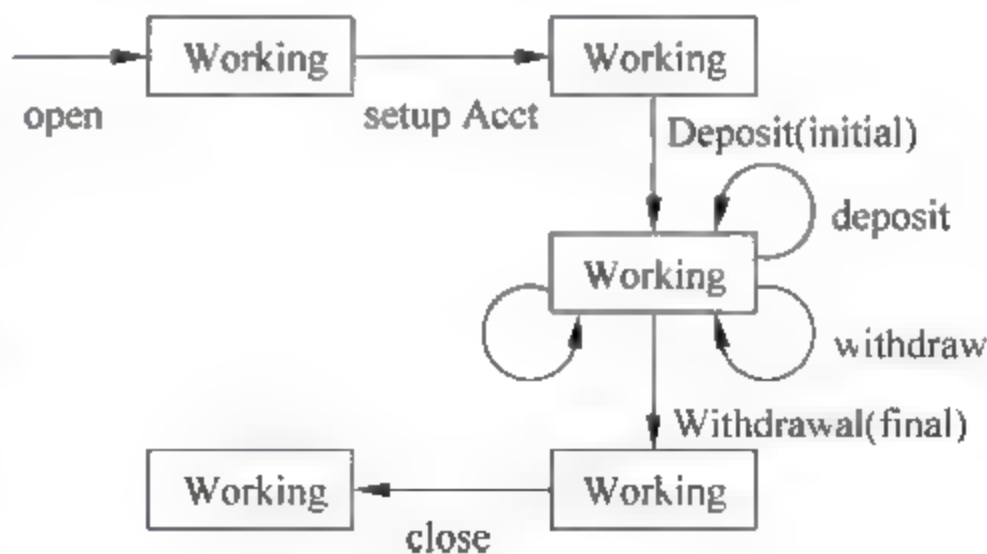 Working
Working
open
setup Acct
Deposit(initial)
deposit
Working
withdraw
Withdrawal(final)
Working
Working
close